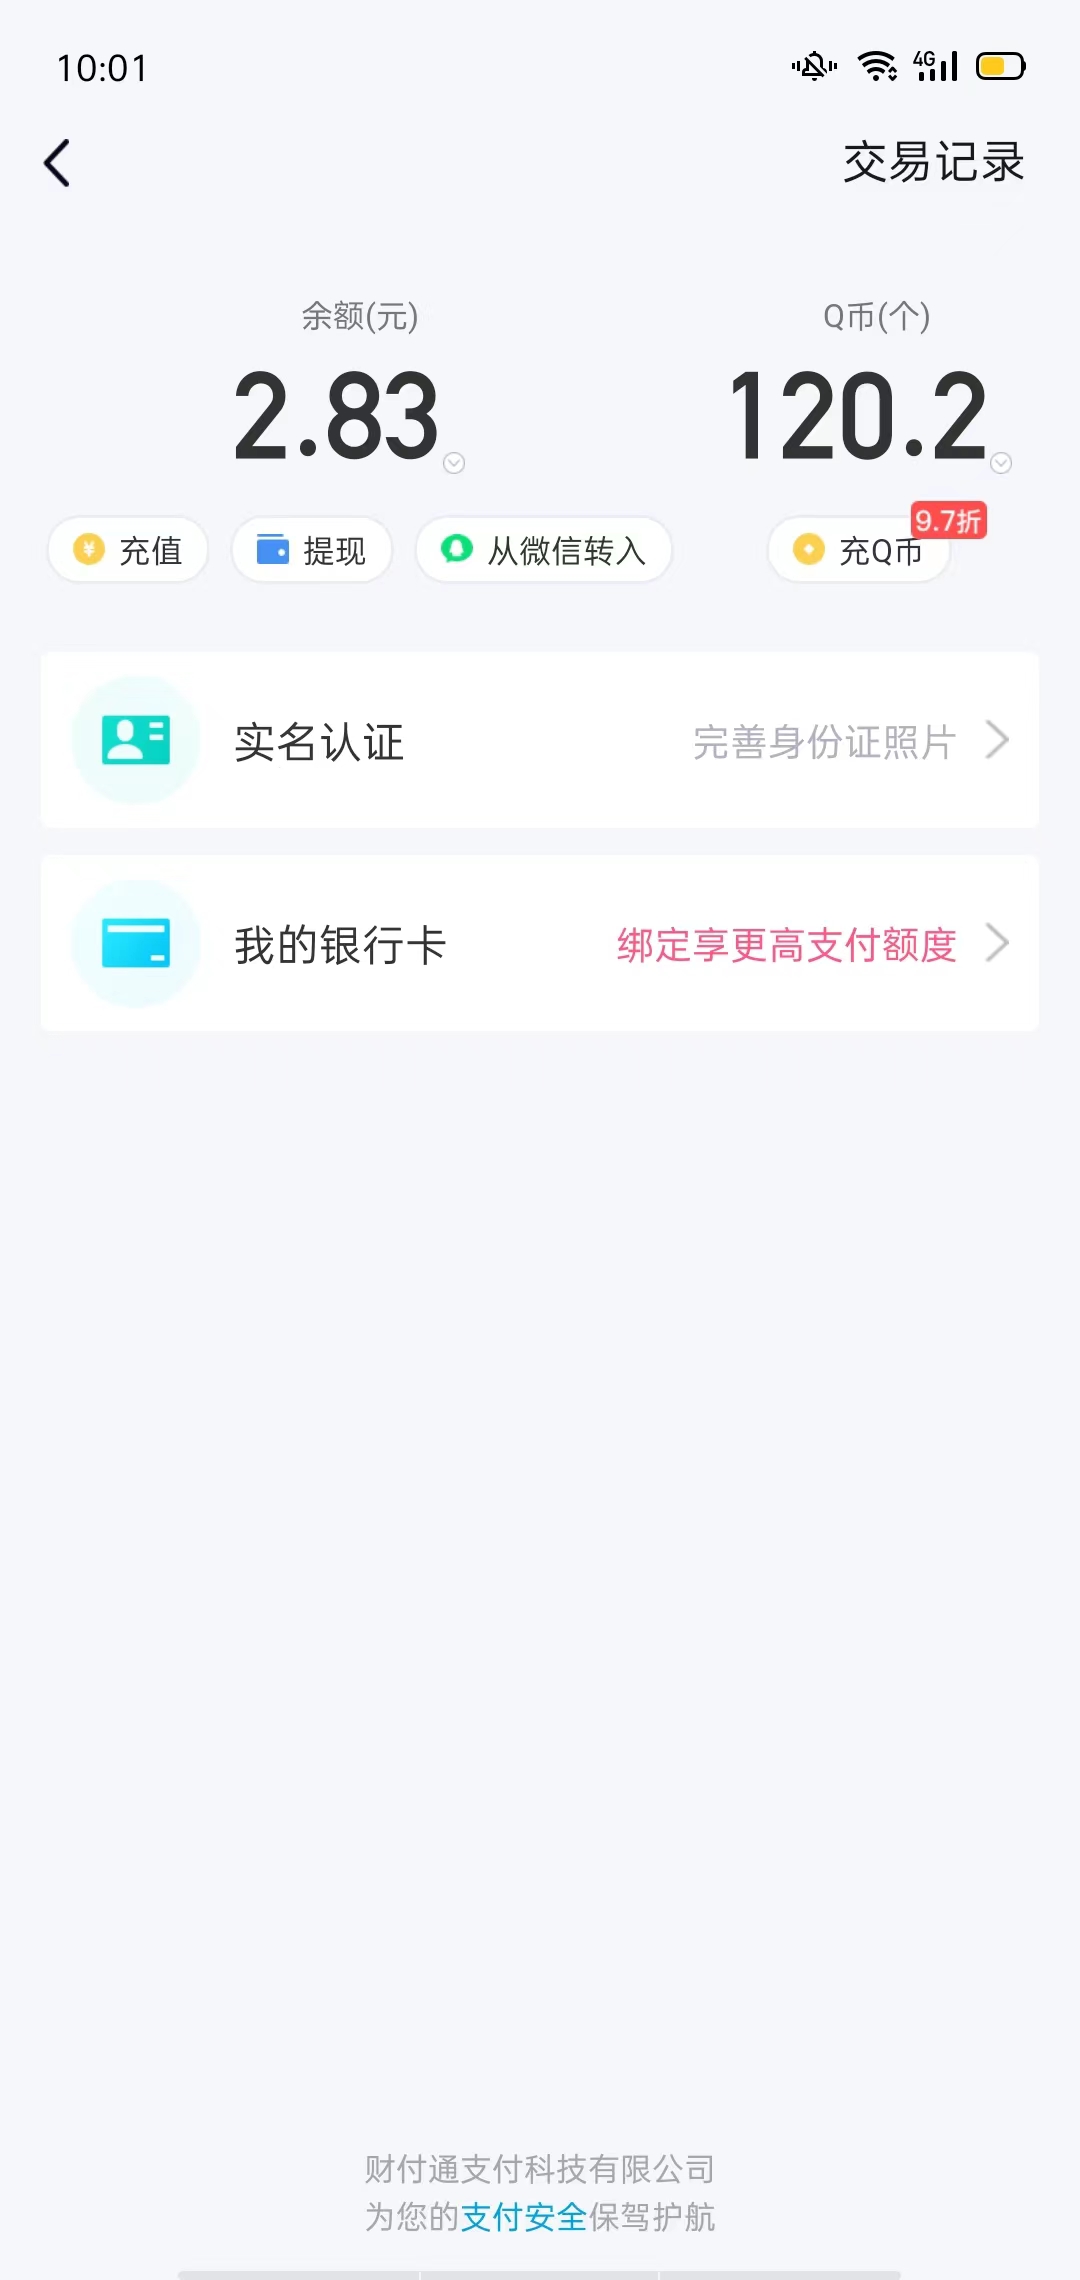 10:01
4G
交易记录
余额(元)
Q币(个)
2.83
120.2
9.7折
充值
提现
从微信转入
充Q币
实名认证
完善身份证照片
我的银行卡
绑定享更高支付额度
财付通支付科技有限公司
为您的支付安全保驾护航